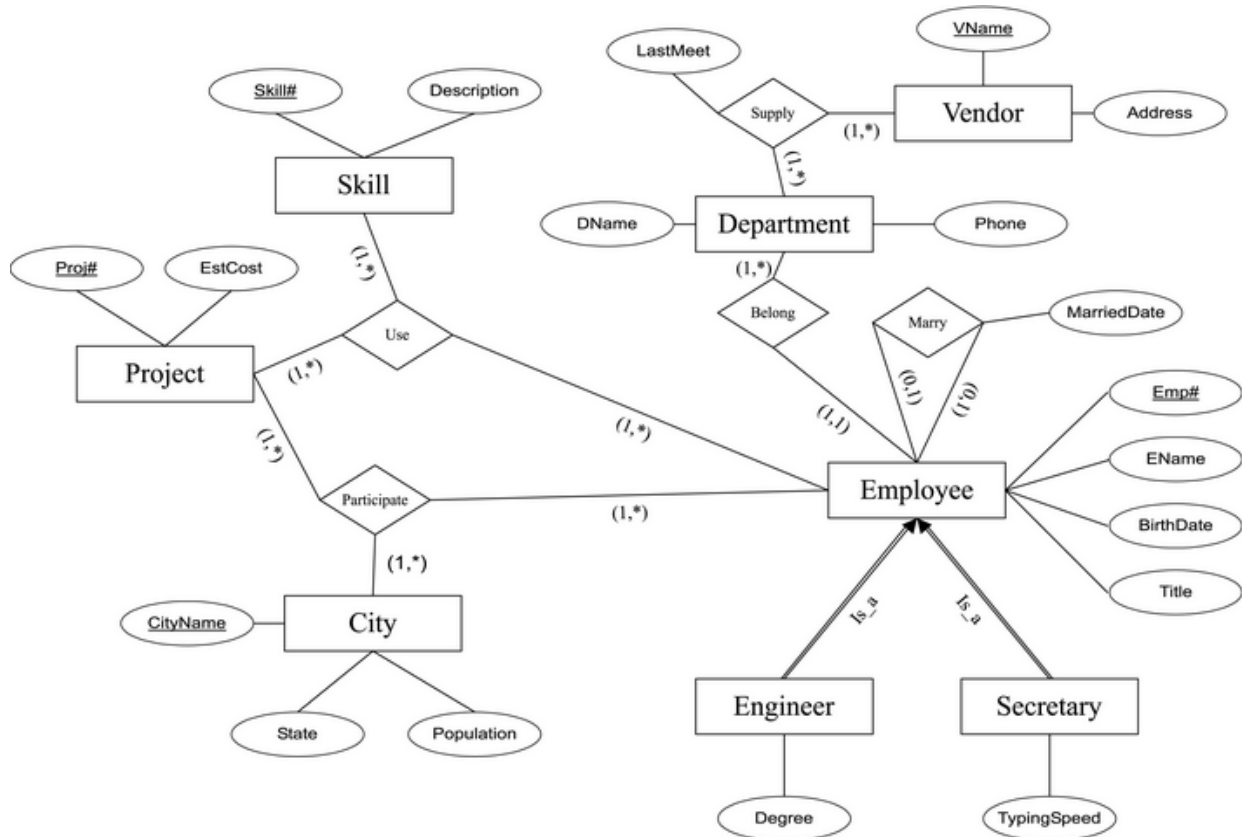 VName
LastMeet
Skill#
Description
Supply
(1,*)
Vendor
Address
(1,*)
Skill
DName
Department
Phone
(1,*)
(1,*)
Proj#
EstCost
Belong
Marry
MarriedDate
Use
Project
(1,*)
(0,1)
(0,1)
Emp#
(1,*)
(1,1)
(1,*)
EName
Employee
Participate
(1,*)
BirthDate
(1,*)
Title
CityName
City
Is_a
Is_a
State
Population
Engineer
Secretary
Degree
TypingSpeed